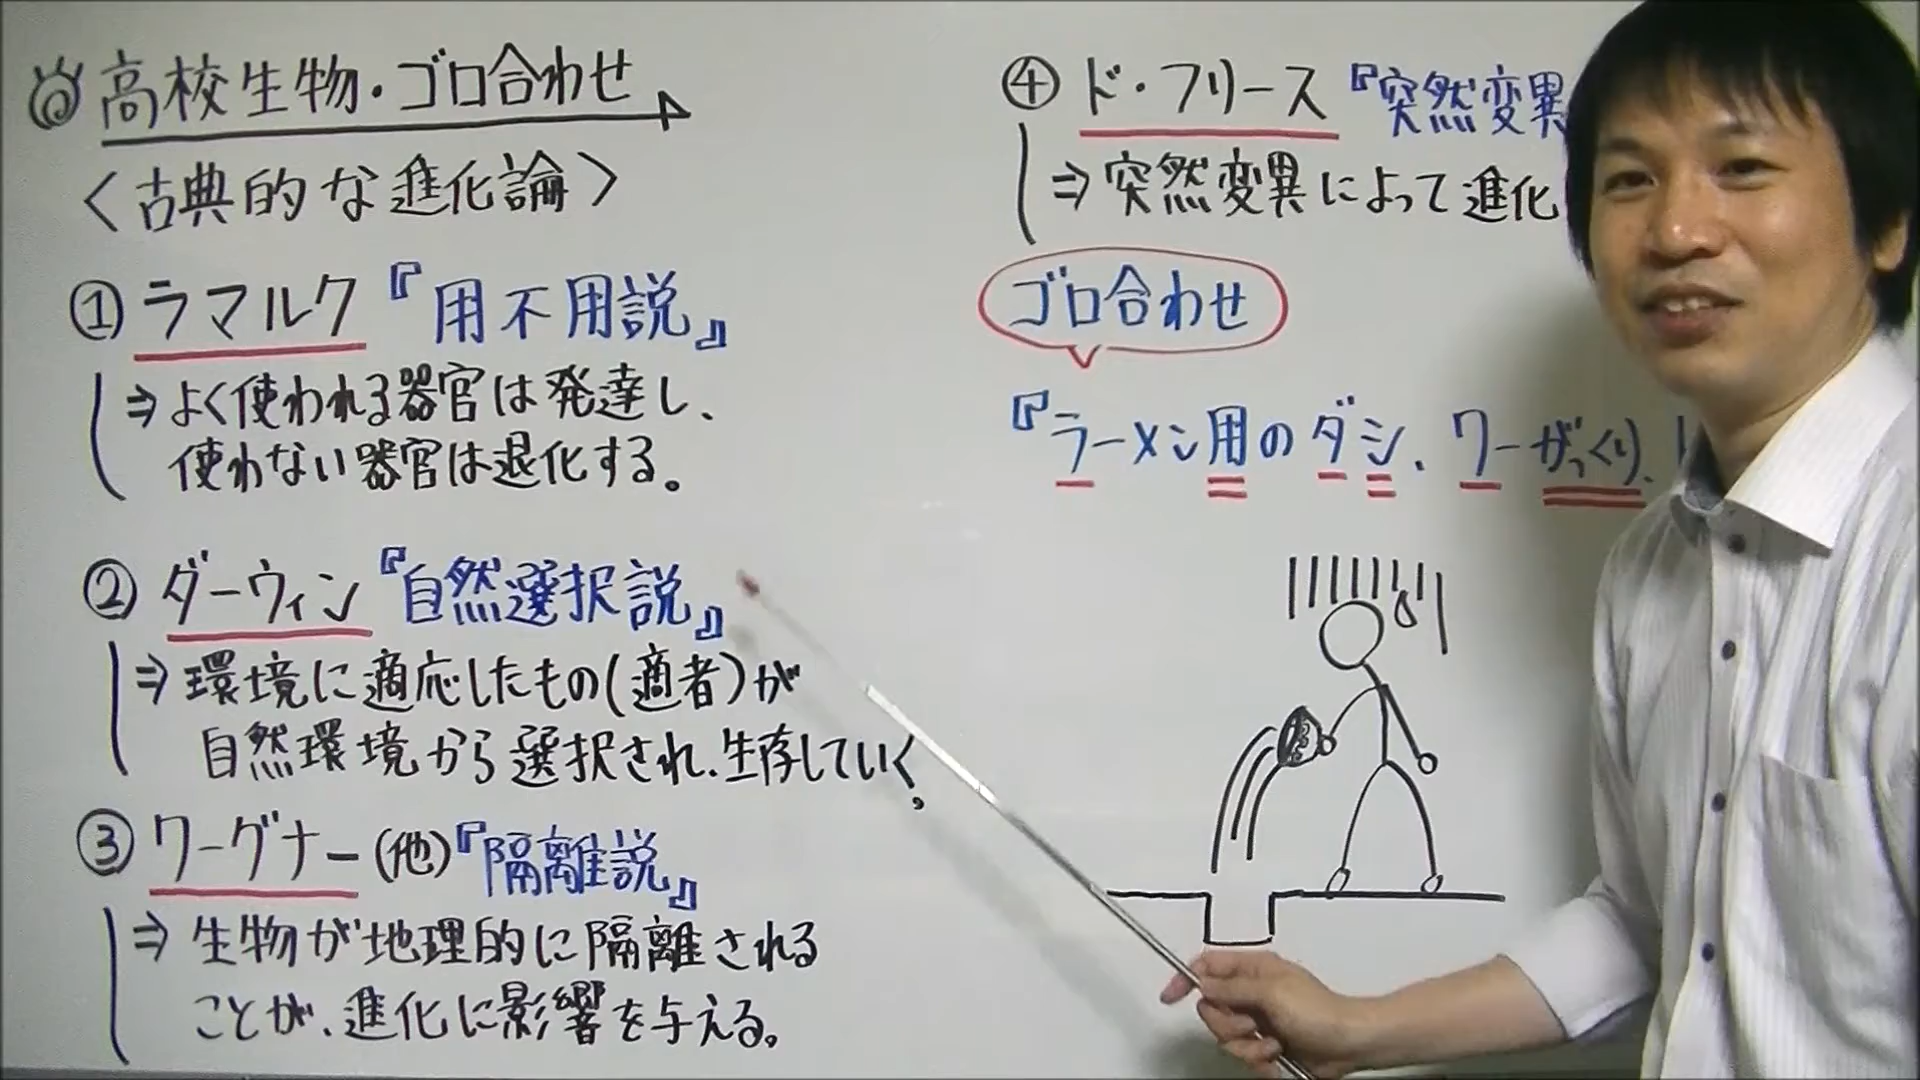 高校生物・ゴロ合わせ
<古典的な進化論>
① ラマルク『用不用説』
⇒よく使われる器官は発達し、
使わない器官は退化する。
② ダーウィン『自然選択説』
⇒環境に適応したもの(適者)が
自然環境から選択され、生存していく。
③ ワーグナー(他)『隔離説』
⇒生物が地理的に隔離される
ことが、進化に影響を与える。
④ ド・フリース『突然変異
⇒突然変異によって進化
ゴロ合わせ
『ラーメン用のダシ、ワーざっくり、